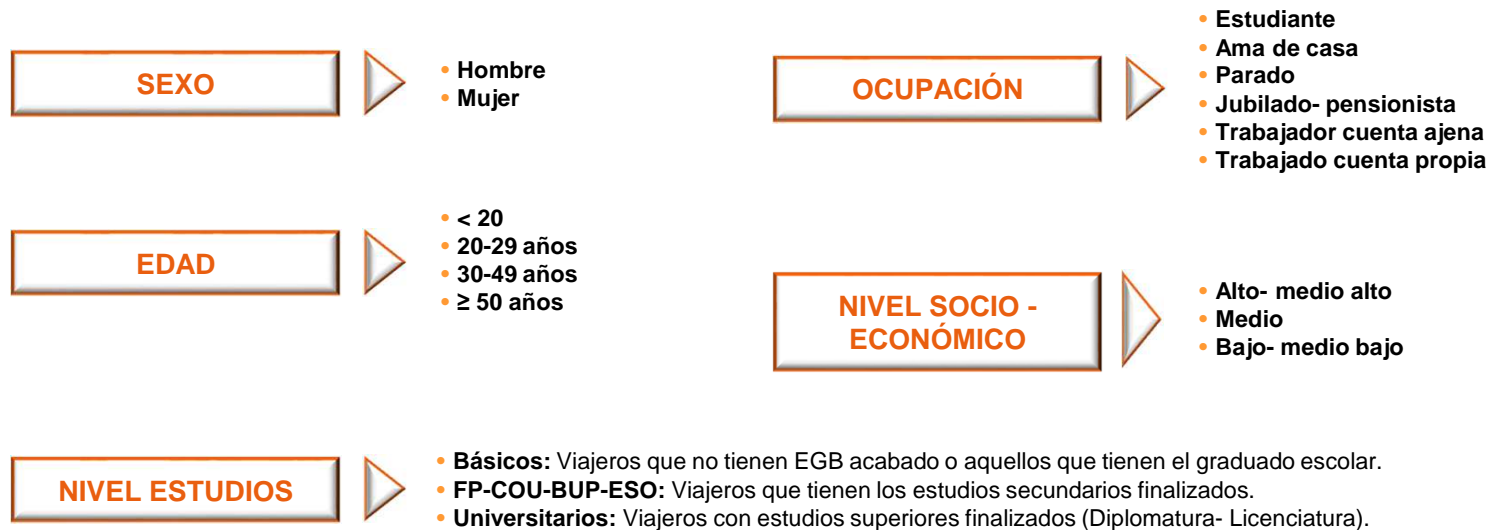 SEXO
• Hombre
• Mujer
OCUPACIÓN
• Estudiante
• Ama de casa
• Parado
• Jubilado- pensionista
• Trabajador cuenta ajena
• Trabajado cuenta propia
EDAD
• < 20
• 20-29 años
• 30-49 años
• ≥ 50 años
NIVEL SOCIO -
ECONÓMICO
• Alto- medio alto
• Medio
• Bajo- medio bajo
NIVEL ESTUDIOS
• Básicos: Viajeros que no tienen EGB acabado o aquellos que tienen el graduado escolar.
• FP-COU-BUP-ESO: Viajeros que tienen los estudios secundarios finalizados.
• Universitarios: Viajeros con estudios superiores finalizados (Diplomatura- Licenciatura).